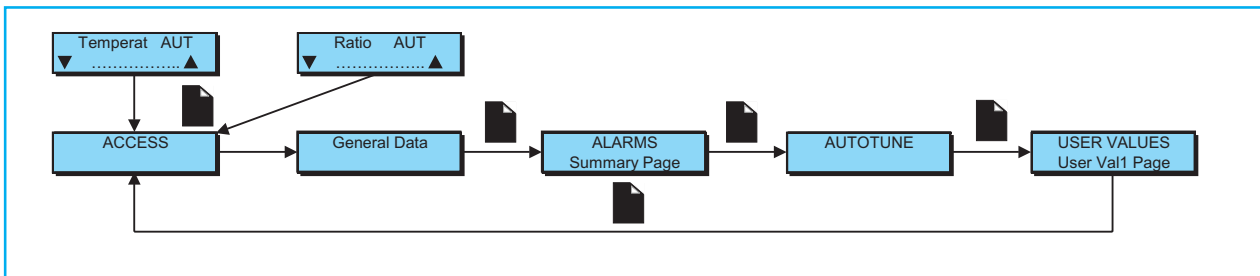 Temperat AUT
▼ ................. ▲
Ratio AUT
▼ ................. ▲
ACCESS
General Data
ALARMS
Summary Page
AUTOTUNE
USER VALUES
User Val1 Page